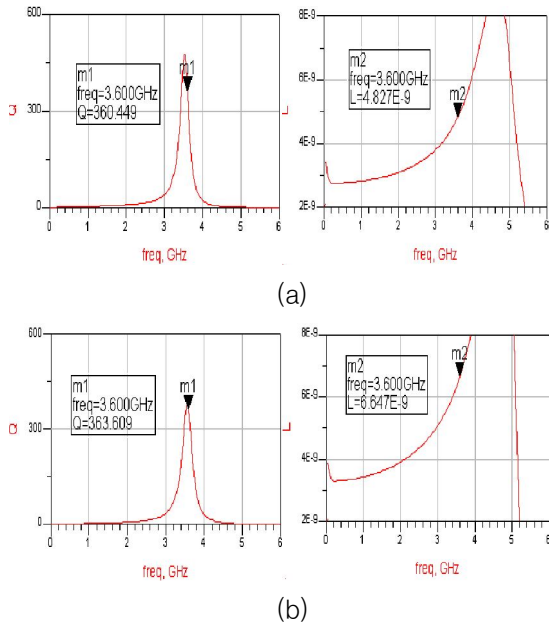 600
300
0
Q
m1
freq=3.600GHz
Q=360.449
m1
0 1 2 3 4 5 6
freq, GHz
8E-9
6E-9
4E-9
2E-9
L
m2
freq=3.600GHz
L=4.827E-9
m2
0 1 2 3 4 5 6
freq, GHz
(a)
600
300
0
Q
m1
freq=3.600GHz
Q=363.609
m1
0 1 2 3 4 5 6
freq, GHz
8E-9
6E-9
4E-9
2E-9
L
m2
freq=3.600GHz
L=6.647E-9
m2
0 1 2 3 4 5 6
freq, GHz
(b)